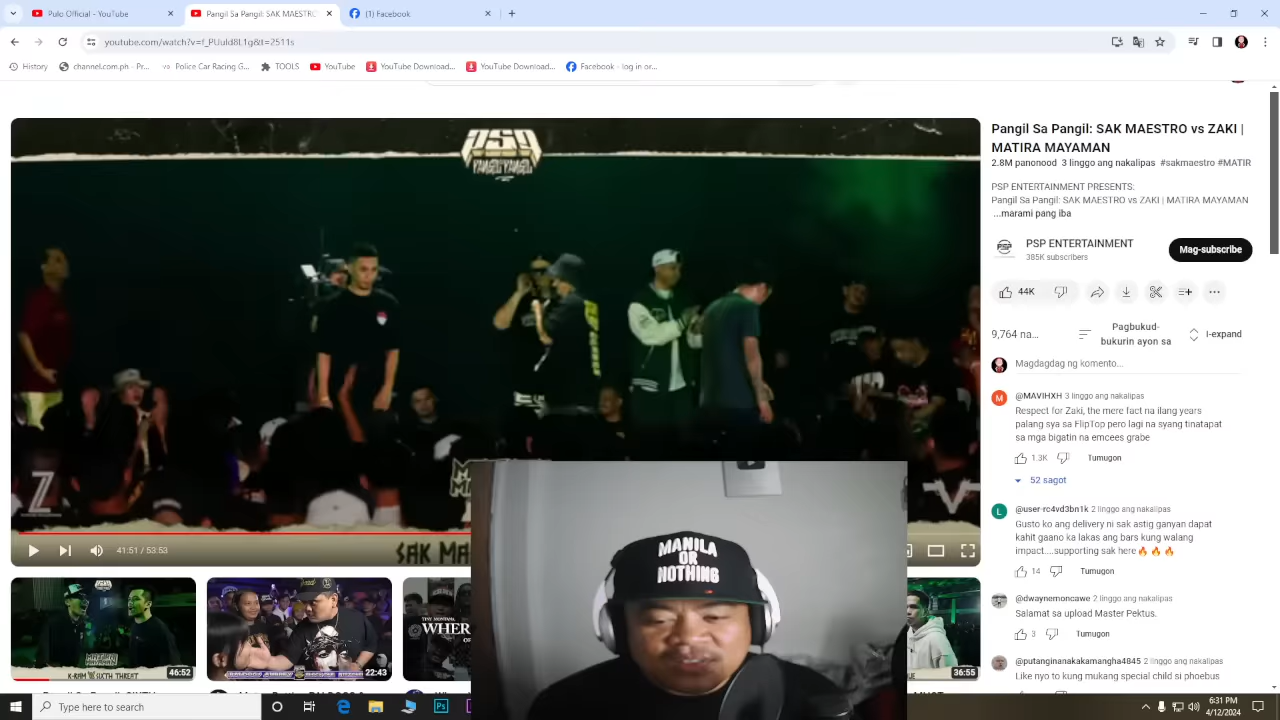 Pulo Official - YouTube
Pangil Sa Pangil: SAK MAESTRO
(1) Facebook
youtube.com/watch?v=f_PUuld8L1g&t=2511s
History
channel.com.ph - Pr...
Police Car Racing G...
TOOLS
YouTube
YouTube Download...
YouTube Download...
Facebook - log in or...
PSP
PANGIL SA PANGIL
Pangil Sa Pangil: SAK MAESTRO vs ZAKI |
MATIRA MAYAMAN
2.8M panonood 3 linggo ang nakalipas #sakmaestro #MATIR
PSP ENTERTAINMENT PRESENTS:
Pangil Sa Pangil: SAK MAESTRO vs ZAKI | MATIRA MAYAMAN
...marami pang iba
PSP ENTERTAINMENT
385K subscribers
Mag-subscribe
44K
9,764 na...
Pagbukud-
bukurin ayon sa
I-expand
Magdagdag ng komento...
@MAVIHXH 3 linggo ang nakalipas
Respect for Zaki, the mere fact na ilang years
palang sya sa FlipTop pero lagi na syang tinatapat
sa mga bigatin na emcees grabe
1.3K
Tumugon
52 sagot
@user-rc4vd3bn1k 2 linggo ang nakalipas
Gusto ko ang delivery ni sak astig ganyan dapat
kahit gaano ka lakas ang bars kung walang
impact....supporting sak here🔥🔥🔥
14
Tumugon
@dwaynemoncawe 2 linggo ang nakalipas
Salamat sa upload Master Pektus.
3
Tumugon
@putanginanakakamangha4845 2 linggo ang nakalipas
Like nyo to kung mukang special child si phoebus
Z
41:51 / 53:53
SAK MA
MANILA
OR
NOTHING
46:52
22:43
WHER
36:55
Type here to search
6:31 PM
4/12/2024